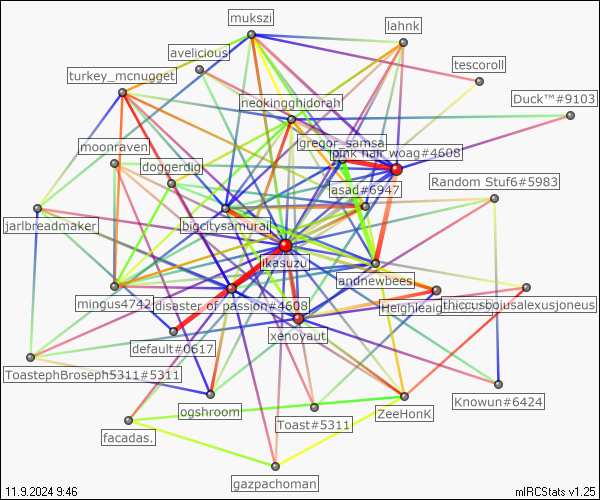 mukszi
lahnk
avelicious
tescoroll
turkey_mcnugget
Duck™#9103
neokingghidorah
gregor_samsa
moonraven
pink hair woag#4608
doggerdig
Random Stuf6#5983
asad#6947
jarlbreadmaker
bigcitysamurai
ikasuzu
andnewbees
mingus4742
disaster of passion#4608
thiccusbojusalexusjoneus
xenoyaut
default#0617
ToastephBroseph5311#5311
Knowun#6424
ogshroom
ZeeHonK
Toast#5311
facadas.
gazpachoman
11.9.2024 9:46
mIRCStats v1.25